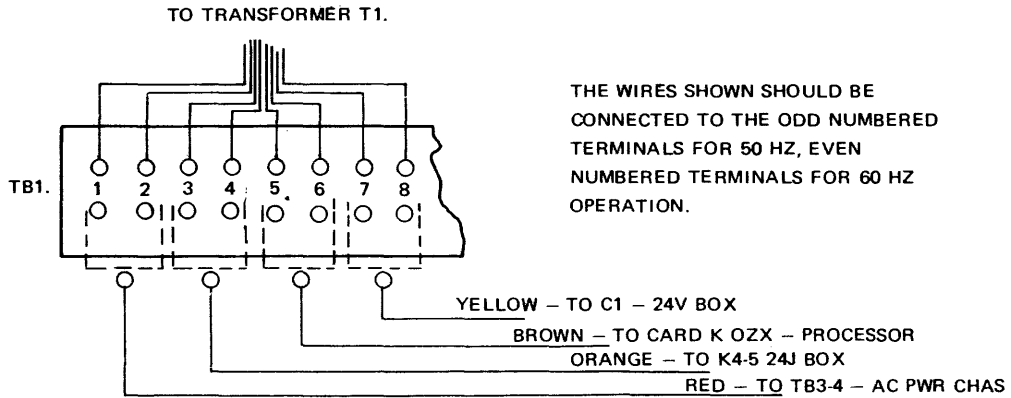 TO TRANSFORMER T1.
THE WIRES SHOWN SHOULD BE
CONNECTED TO THE ODD NUMBERED
TERMINALS FOR 50 HZ, EVEN
NUMBERED TERMINALS FOR 60 HZ
OPERATION.
TB1. 1 2 3 4 5 6 7 8
YELLOW – TO C1 – 24V BOX
BROWN – TO CARD K OZX – PROCESSOR
ORANGE – TO K4-5 24J BOX
RED – TO TB3-4 – AC PWR CHAS